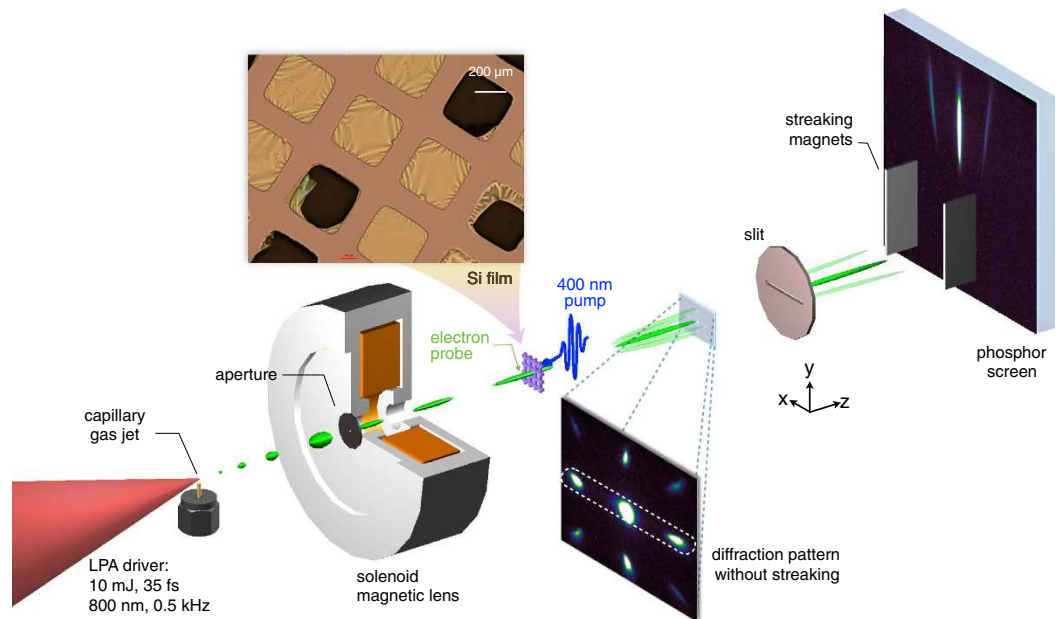 200 µm
streaking
magnets
slit
Si film
400 nm
pump
electron
probe
aperture
phosphor
screen
y
x
z
capillary
gas jet
LPA driver:
10 mJ, 35 fs
800 nm, 0.5 kHz
solenoid
magnetic lens
diffraction pattern
without streaking